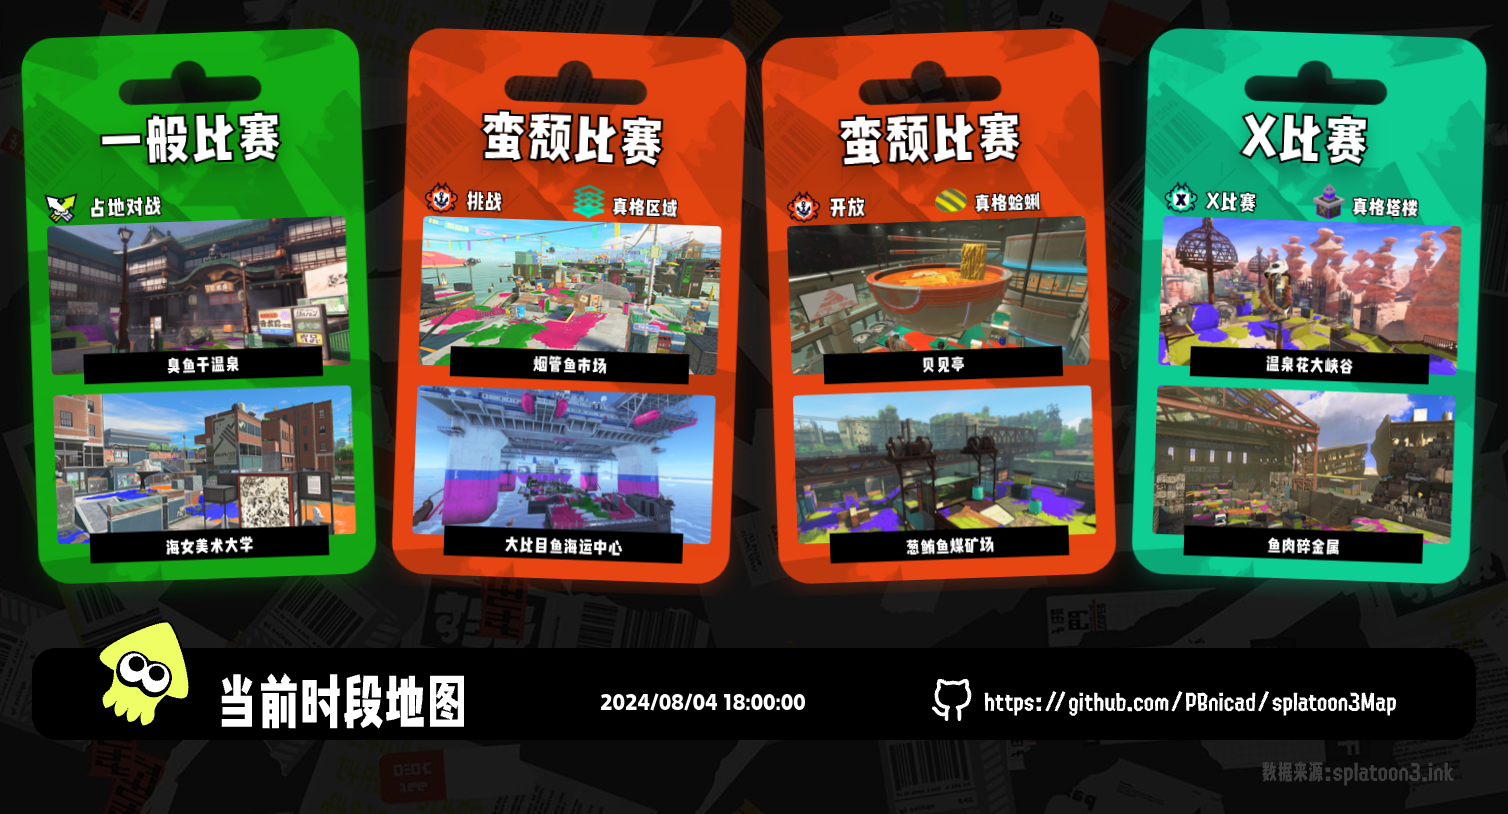 一般比赛
占地对战
臭鱼干温泉
海女美术大学
蛮颓比赛
挑战
真格区域
烟管鱼市场
大比目鱼海运中心
蛮颓比赛
开放
真格蛤蜊
贝见亭
葱鲔鱼煤矿场
X比赛
X比赛
真格塔楼
温泉花大峡谷
鱼肉碎金属
当前时段地图
2024/08/04 18:00:00
https://github.com/PBnicad/splatoon3Map
数据来源:splatoon3.ink